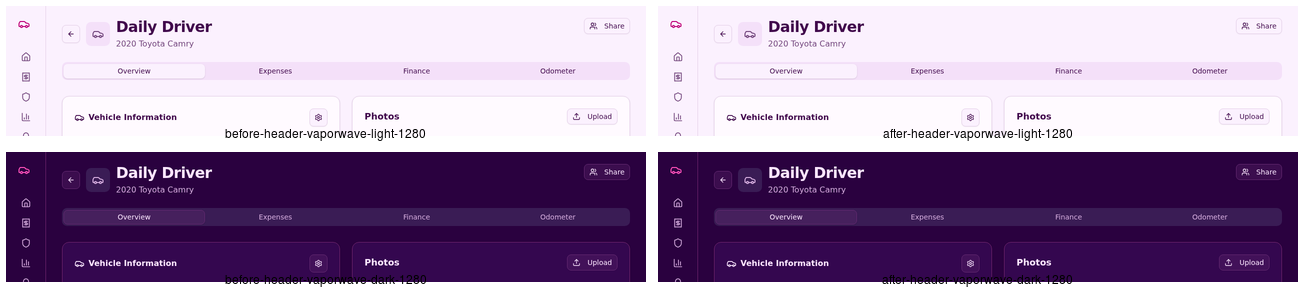 Daily Driver
2020 Toyota Camry
Share
Overview Expenses Finance Odometer
Vehicle Information
Photos
Upload
before-header-vaporwave-light-1280
Daily Driver
2020 Toyota Camry
Share
Overview Expenses Finance Odometer
Vehicle Information
Photos
Upload
after-header-vaporwave-light-1280
Daily Driver
2020 Toyota Camry
Share
Overview Expenses Finance Odometer
Vehicle Information
Photos
Upload
before-header-vaporwave-dark-1280
Daily Driver
2020 Toyota Camry
Share
Overview Expenses Finance Odometer
Vehicle Information
Photos
Upload
after-header-vaporwave-dark-1280